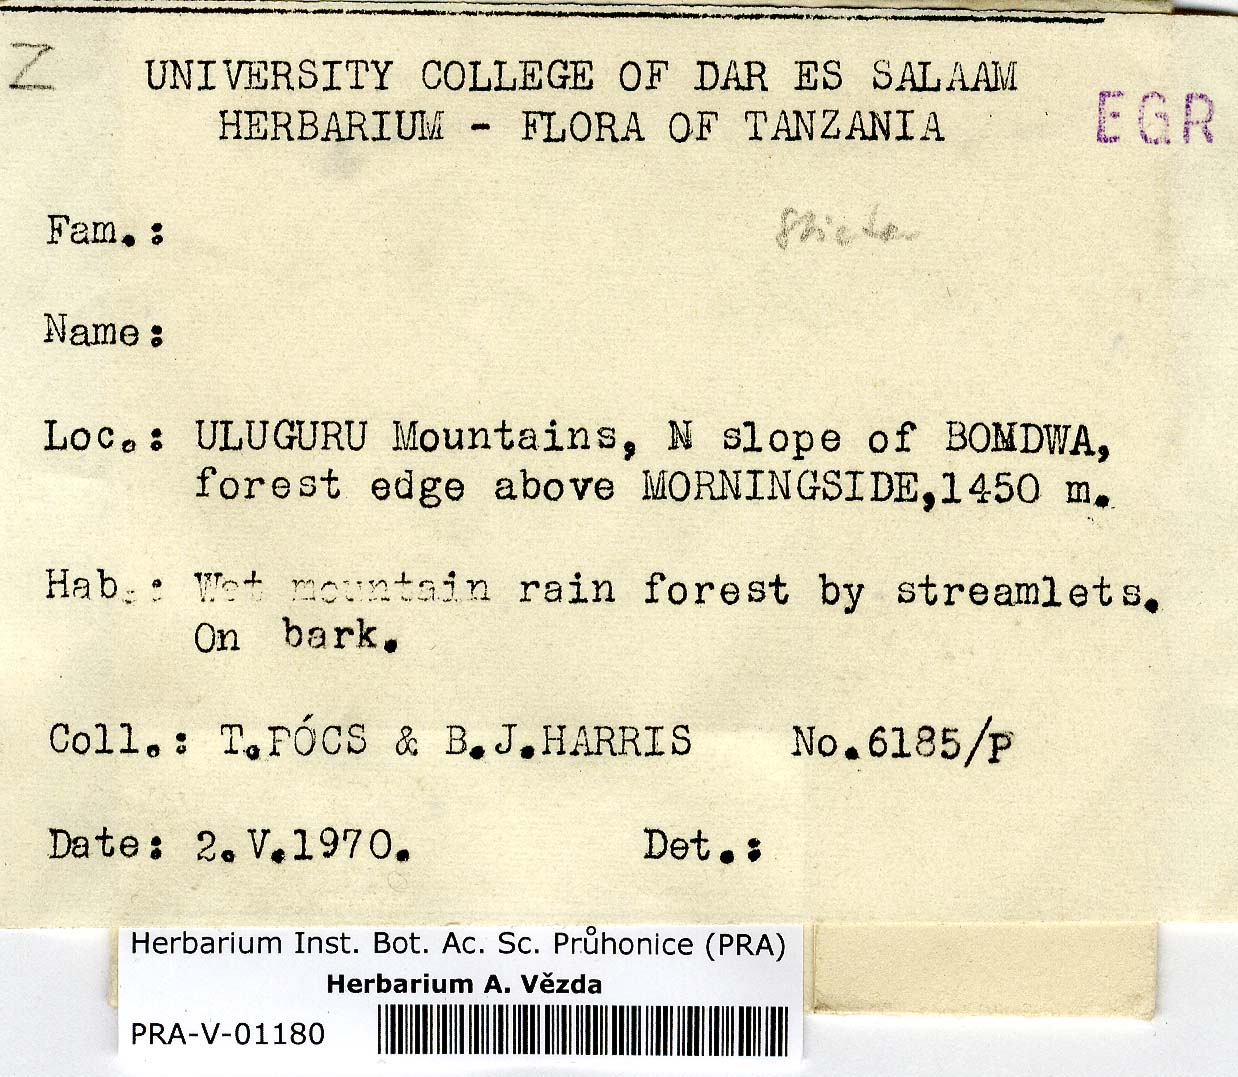 Z
UNIVERSITY COLLEGE OF DAR ES SALAAM
HERBARIUM - FLORA OF TANZANIA
EGR
Fam.:
Name:
Loc.: ULUGURU Mountains, N slope of BOMDWA,
forest edge above MORNINGSIDE,1450 m.
Hab.: Wet mountain rain forest by streamlets.
On bark.
Coll.: T.PÓCS & B.J.HARRIS No.6185/P
Date: 2.V.1970. Det.:
Herbarium Inst. Bot. Ac. Sc. Průhonice (PRA)
Herbarium A. Vězda
PRA-V-01180